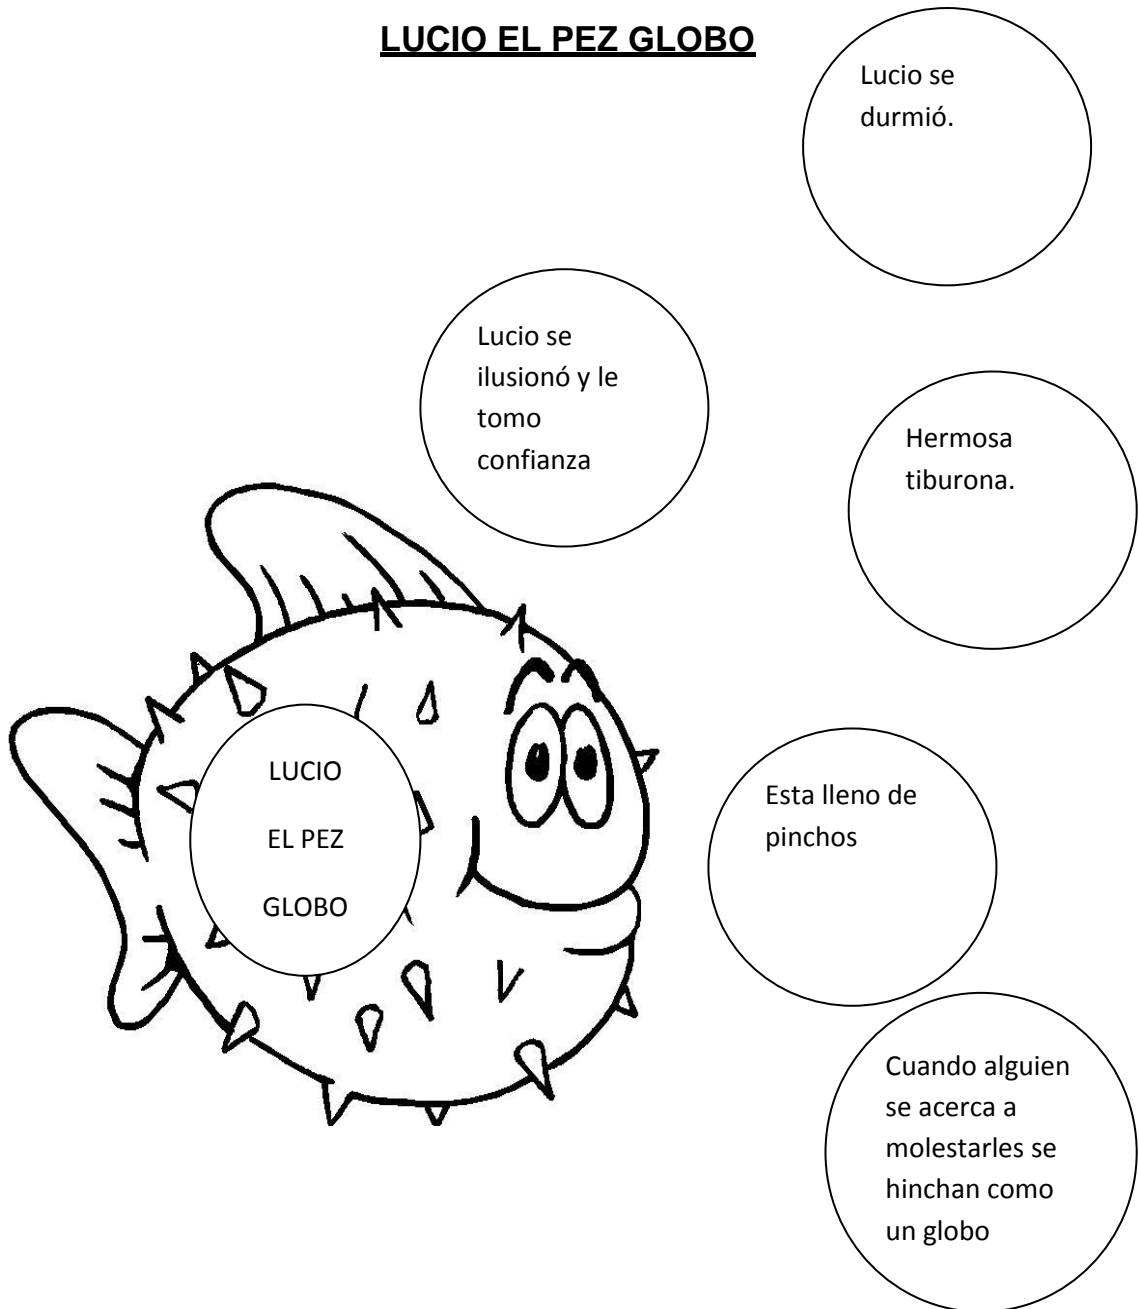 LUCIO EL PEZ GLOBO
Lucio se
durmió.
Lucio se
ilusionó y le
tomo
confianza
Hermosa
tiburona.
LUCIO
EL PEZ
GLOBO
Esta lleno de
pinchos
Cuando alguien
se acerca a
molestarles se
hinchan como
un globo